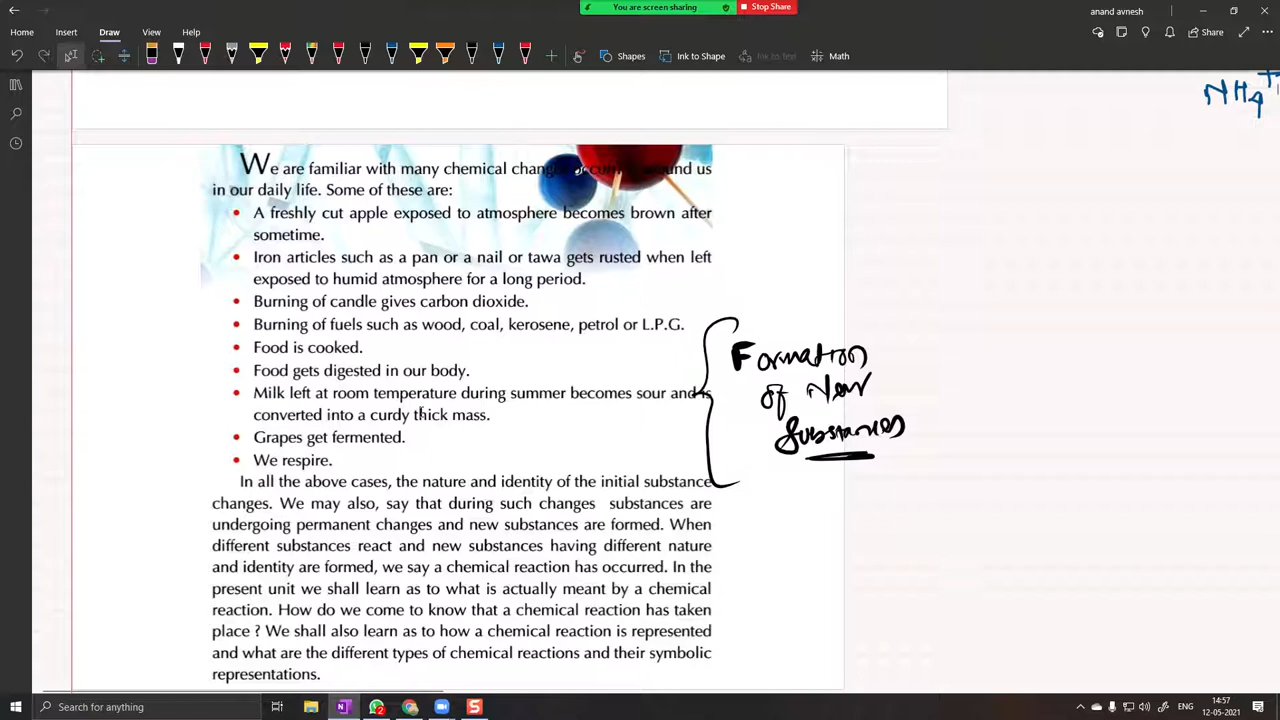 You are screen sharing
Stop Share
anand avnesh
Home Insert Draw View Help
Share
Shapes
Ink to Shape
Ink to Text
Math
NH4+
We are familiar with many chemical changes occurring around us
in our daily life. Some of these are:
• A freshly cut apple exposed to atmosphere becomes brown after
sometime.
• Iron articles such as a pan or a nail or tawa gets rusted when left
exposed to humid atmosphere for a long period.
• Burning of candle gives carbon dioxide.
• Burning of fuels such as wood, coal, kerosene, petrol or L.P.G.
• Food is cooked.
• Food gets digested in our body.
• Milk left at room temperature during summer becomes sour and is
converted into a curdy thick mass.
• Grapes get fermented.
• We respire.
Formation
of New
Substances
In all the above cases, the nature and identity of the initial substance
changes. We may also, say that during such changes substances are
undergoing permanent changes and new substances are formed. When
different substances react and new substances having different nature
and identity are formed, we say a chemical reaction has occurred. In the
present unit we shall learn as to what is actually meant by a chemical
reaction. How do we come to know that a chemical reaction has taken
place ? We shall also learn as to how a chemical reaction is represented
and what are the different types of chemical reactions and their symbolic
representations.
Search for anything
2
14:57
12-05-2021